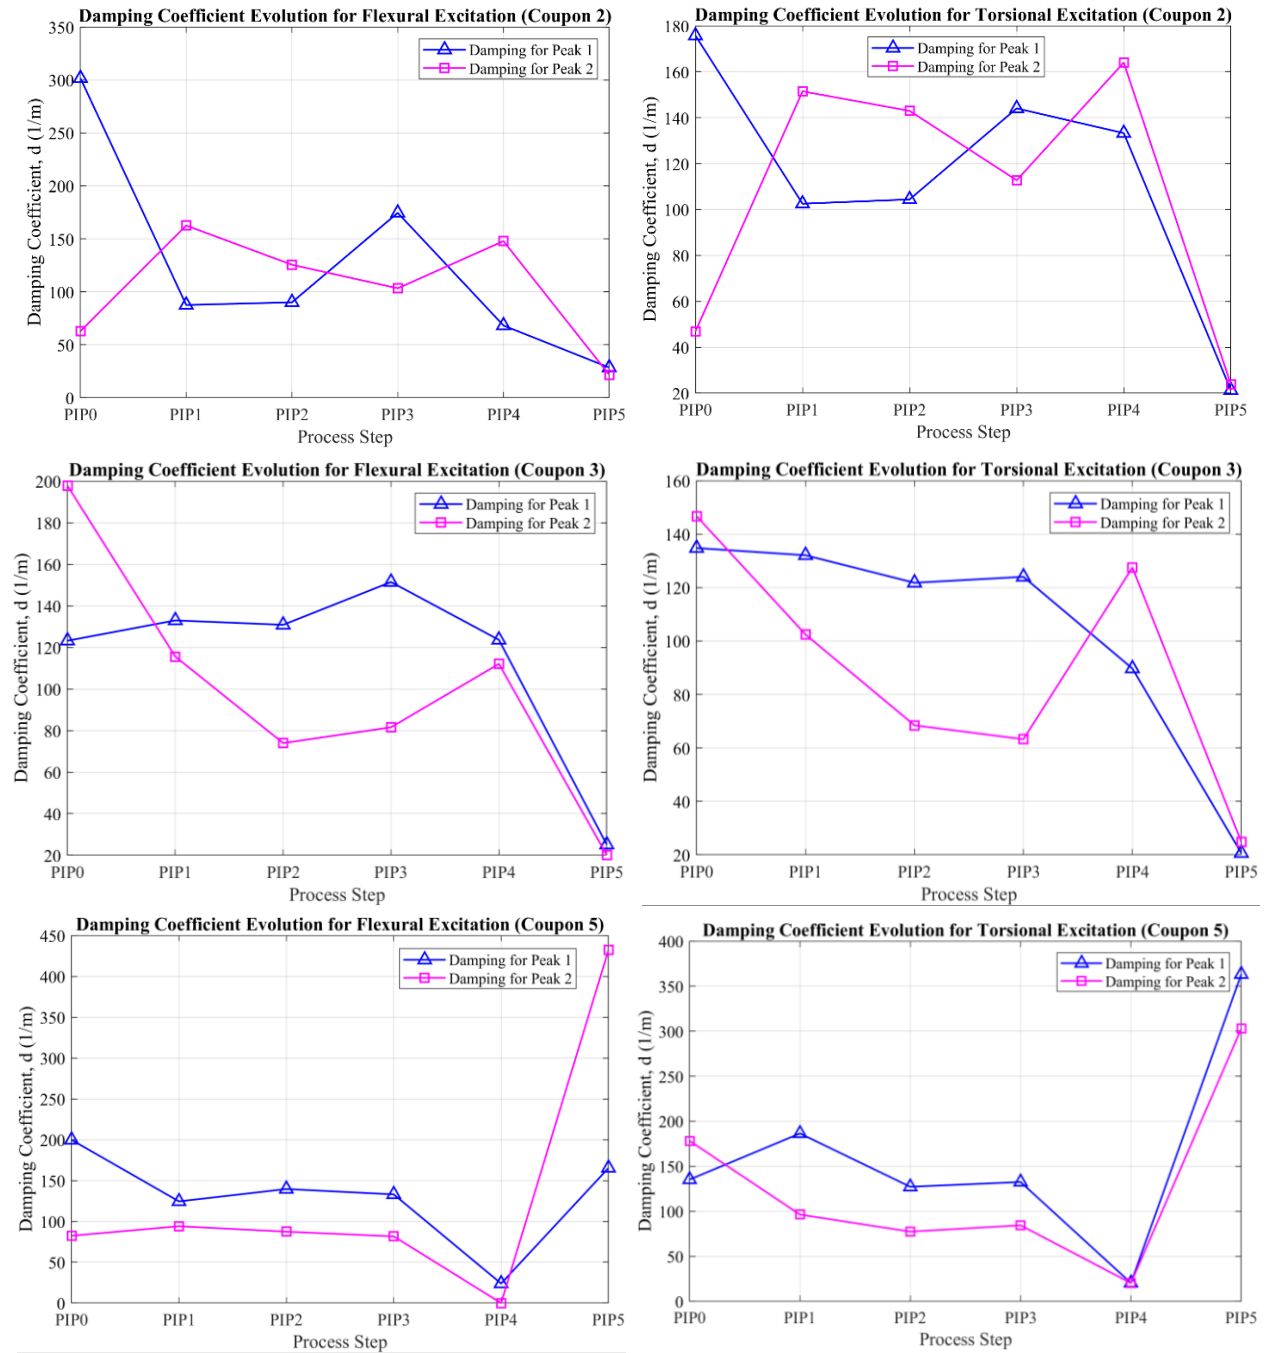 Damping Coefficient Evolution for Flexural Excitation (Coupon 2)
350
300
250
200
150
100
50
0
Damping Coefficient, d (1/m)
Damping for Peak 1
Damping for Peak 2
PIP0 PIP1 PIP2 PIP3 PIP4 PIP5
Process Step
Damping Coefficient Evolution for Torsional Excitation (Coupon 2)
180
160
140
120
100
80
60
40
20
Damping Coefficient, d (1/m)
Damping for Peak 1
Damping for Peak 2
PIP0 PIP1 PIP2 PIP3 PIP4 PIP5
Process Step
Damping Coefficient Evolution for Flexural Excitation (Coupon 3)
200
180
160
140
120
100
80
60
40
20
Damping Coefficient, d (1/m)
Damping for Peak 1
Damping for Peak 2
PIP0 PIP1 PIP2 PIP3 PIP4 PIP5
Process Step
Damping Coefficient Evolution for Torsional Excitation (Coupon 3)
160
140
120
100
80
60
40
20
Damping Coefficient, d (1/m)
Damping for Peak 1
Damping for Peak 2
PIP0 PIP1 PIP2 PIP3 PIP4 PIP5
Process Step
Damping Coefficient Evolution for Flexural Excitation (Coupon 5)
450
400
350
300
250
200
150
100
50
0
Damping Coefficient, d (1/m)
Damping for Peak 1
Damping for Peak 2
PIP0 PIP1 PIP2 PIP3 PIP4 PIP5
Process Step
Damping Coefficient Evolution for Torsional Excitation (Coupon 5)
400
350
300
250
200
150
100
50
0
Damping Coefficient, d (1/m)
Damping for Peak 1
Damping for Peak 2
PIP0 PIP1 PIP2 PIP3 PIP4 PIP5
Process Step